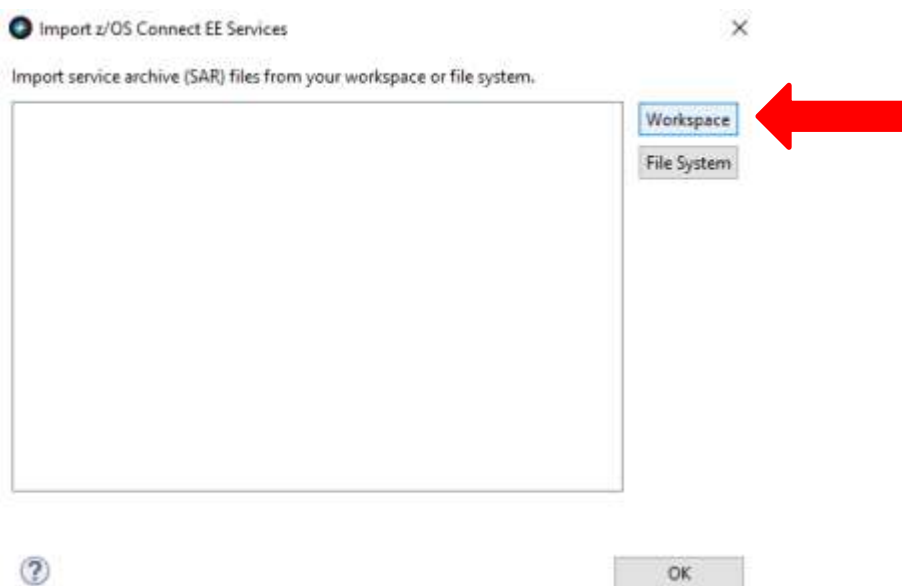 Import z/OS Connect EE Services
Import service archive (SAR) files from your workspace or file system.
Workspace
File System
?
OK